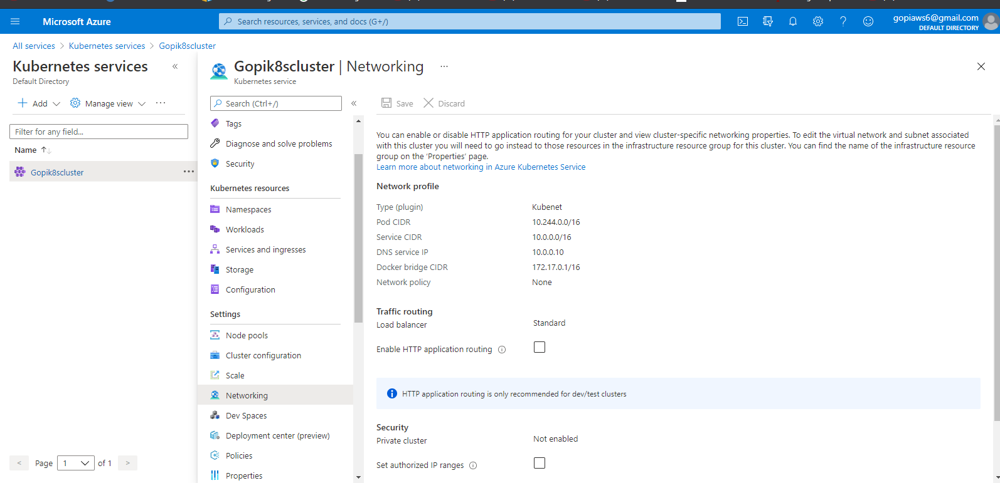 Microsoft Azure
Search resources, services, and docs (G+/)
gopiaws6@gmail.com
DEFAULT DIRECTORY
All services > Kubernetes services > Gopik8scluster
Kubernetes services
Default Directory
Add
Manage view
Filter for any field...
Name
Gopik8scluster
< Page 1 of 1 >
Gopik8scluster | Networking
Kubernetes service
Search (Ctrl+/)
Tags
Diagnose and solve problems
Security
Kubernetes resources
Namespaces
Workloads
Services and ingresses
Storage
Configuration
Settings
Node pools
Cluster configuration
Scale
Networking
Dev Spaces
Deployment center (preview)
Policies
Properties
Save
Discard
You can enable or disable HTTP application routing for your cluster and view cluster-specific networking properties. To edit the virtual network and subnet associated
with this cluster you will need to go instead to those resources in the infrastructure resource group for this cluster. You can find the name of the infrastructure resource
group on the 'Properties' page.
Learn more about networking in Azure Kubernetes Service
Network profile
Type (plugin) Kubenet
Pod CIDR 10.244.0.0/16
Service CIDR 10.0.0.0/16
DNS service IP 10.0.0.10
Docker bridge CIDR 172.17.0.1/16
Network policy None
Traffic routing
Load balancer Standard
Enable HTTP application routing
HTTP application routing is only recommended for dev/test clusters
Security
Private cluster Not enabled
Set authorized IP ranges